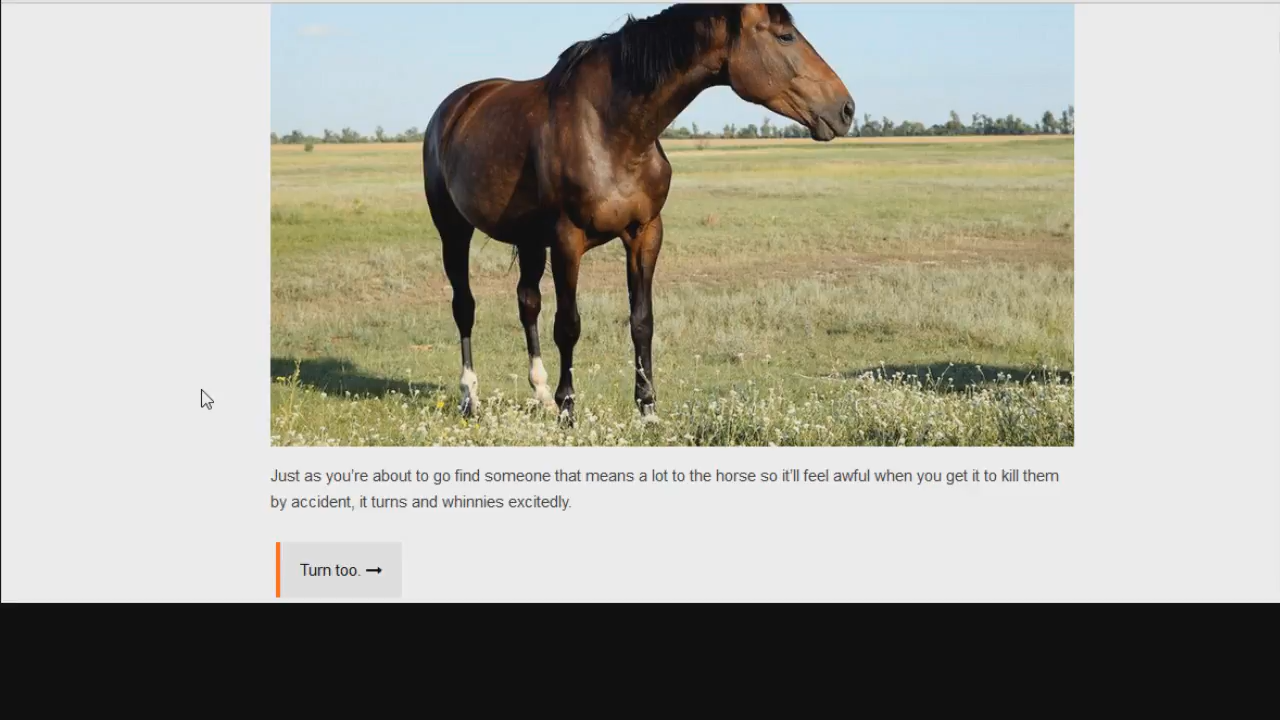 Just as you’re about to go find someone that means a lot to the horse so it’ll feel awful when you get it to kill them
by accident, it turns and whinnies excitedly.
Turn too.